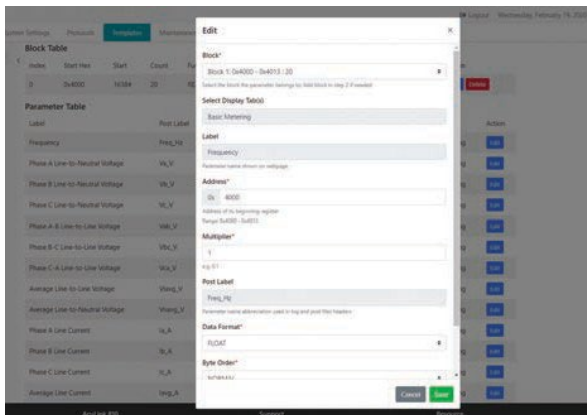 Logout Wednesday, February 19,
System Settings Protocols Templates Maintenance
Edit
×
Block*
Block 1: 0x4000 - 0x4013 : 20
Select the block the parameter belongs to. Add block in step 2 if needed
Select Display Tab(s)
Basic Metering
Label
Frequency
Parameter name shown on webpage
Address*
0x 4000
Address of its beginning register
Range 0x4000 - 0x4013
Multiplier*
1
e.g. 0.1
Post Label
Freq_Hz
Parameter name abbreviation used in log and post files headers
Data Format*
FLOAT
Byte Order*
NORMAL
Cancel Save
Block Table
Index Start Hex Start Count
0 0x4000 16384 20
Delete
Parameter Table
Label Post Label Action
Frequency Freq_Hz Edit
Phase A Line-to-Neutral Voltage Va_V Edit
Phase B Line-to-Neutral Voltage Vb_V Edit
Phase C Line-to-Neutral Voltage Vc_V Edit
Phase A-B Line-to-Line Voltage Vab_V Edit
Phase B-C Line-to-Line Voltage Vbc_V Edit
Phase C-A Line-to-Line Voltage Vca_V Edit
Average Line-to-Line Voltage Edit
Average Line-to-Neutral Voltage Edit
Phase A Line Current Ia_A Edit
Phase B Line Current Ib_A Edit
Phase C Line Current Ic_A Edit
Average Line Current Iavg_A Edit
Support